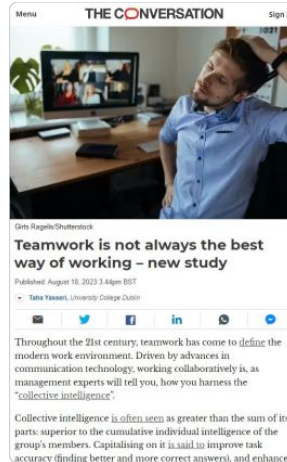 Menu
THE CONVERSATION
Sign
2021
Girts Ragelis/Shutterstock
Teamwork is not always the best
way of working – new study
Published: August 18, 2023 3.44pm BST
Taha Yasseri, University College Dublin
Throughout the 21st century, teamwork has come to define the
modern work environment. Driven by advances in
communication technology, working collaboratively is, as
management experts will tell you, how you harness the
“collective intelligence”.
Collective intelligence is often seen as greater than the sum of its
parts: superior to the cumulative individual intelligence of the
group’s members. Capitalising on it is said to improve task
accuracy (finding better and more correct answers), and enhance